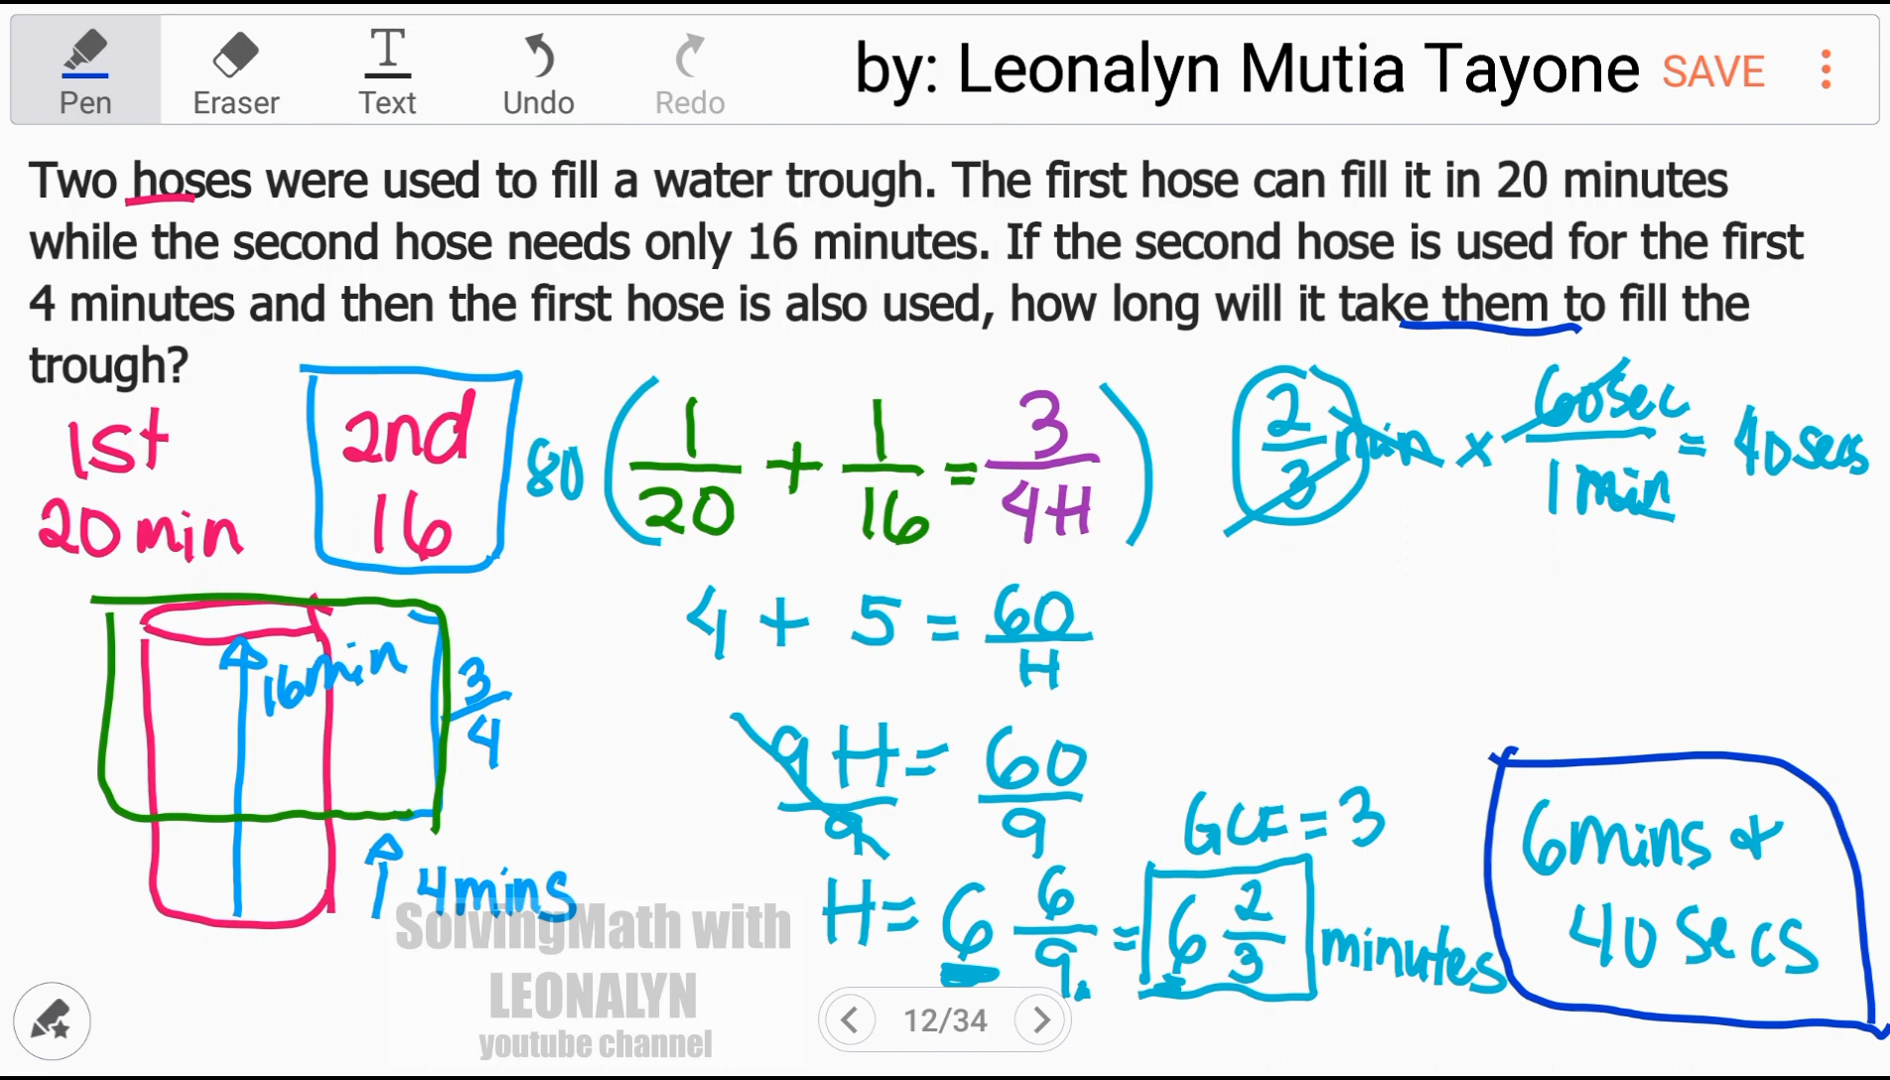 Pen
Eraser
Text
Undo
Redo
by: Leonalyn Mutia Tayone
SAVE
Two hoses were used to fill a water trough. The first hose can fill it in 20 minutes
while the second hose needs only 16 minutes. If the second hose is used for the first
4 minutes and then the first hose is also used, how long will it take them to fill the
trough?
1st
20 min
2nd
16
80 ( 1/20 + 1/16 = 3/4H )
2/3 min x 60sec/1 min = 40 secs
4 + 5 = 60/H
9H/9 = 60/9
GCF = 3
H = 6 6/9 = 6 2/3 minutes
6mins &
40 secs
16min
3/4
4mins
SolvingMath with
LEONALYN
youtube channel
12/34